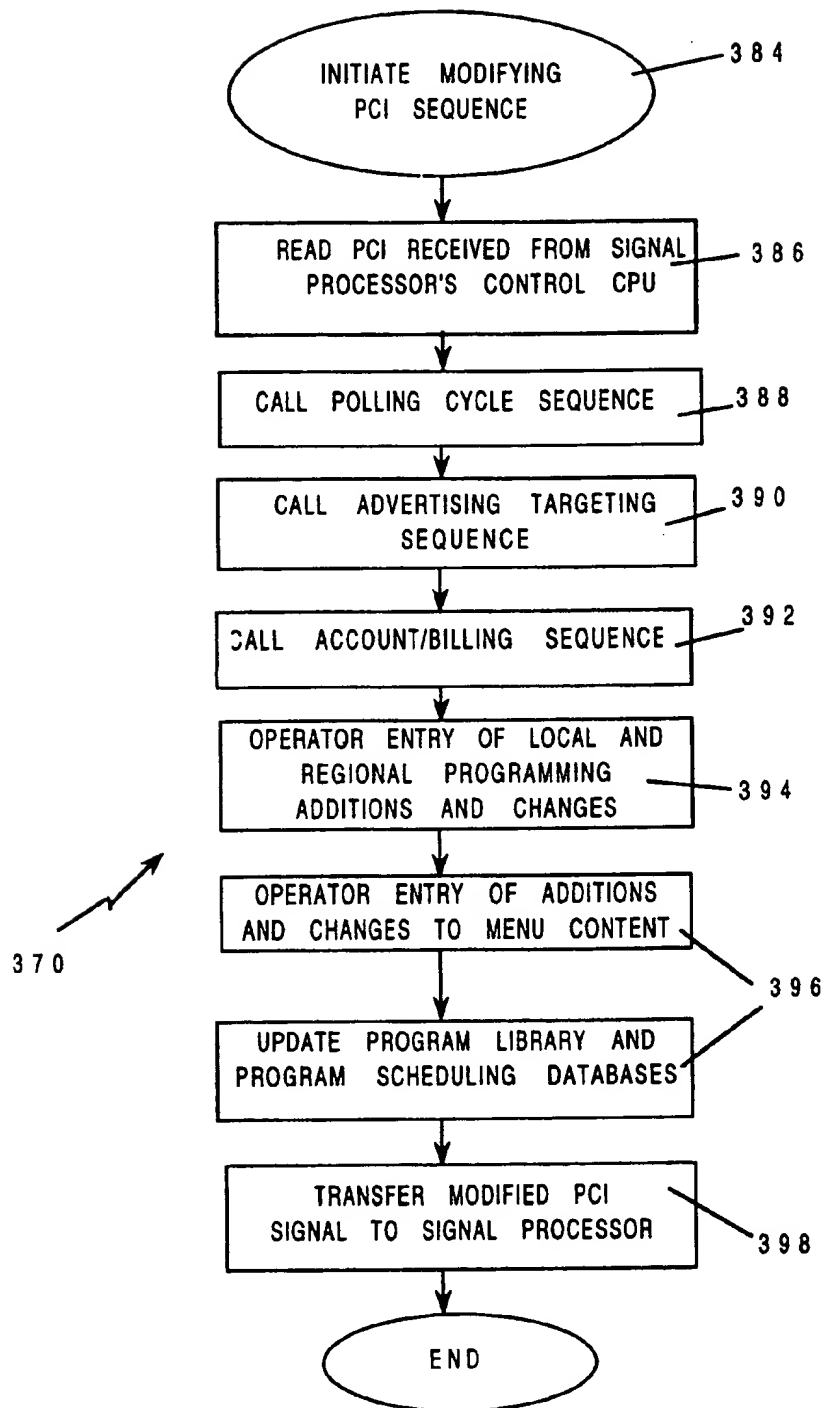 INITIATE MODIFYING
PCI SEQUENCE
384
READ PCI RECEIVED FROM SIGNAL
PROCESSOR'S CONTROL CPU
386
CALL POLLING CYCLE SEQUENCE
388
CALL ADVERTISING TARGETING
SEQUENCE
390
CALL ACCOUNT/BILLING SEQUENCE
392
OPERATOR ENTRY OF LOCAL AND
REGIONAL PROGRAMMING
ADDITIONS AND CHANGES
394
OPERATOR ENTRY OF ADDITIONS
AND CHANGES TO MENU CONTENT
370
396
UPDATE PROGRAM LIBRARY AND
PROGRAM SCHEDULING DATABASES
TRANSFER MODIFIED PCI
SIGNAL TO SIGNAL PROCESSOR
398
END